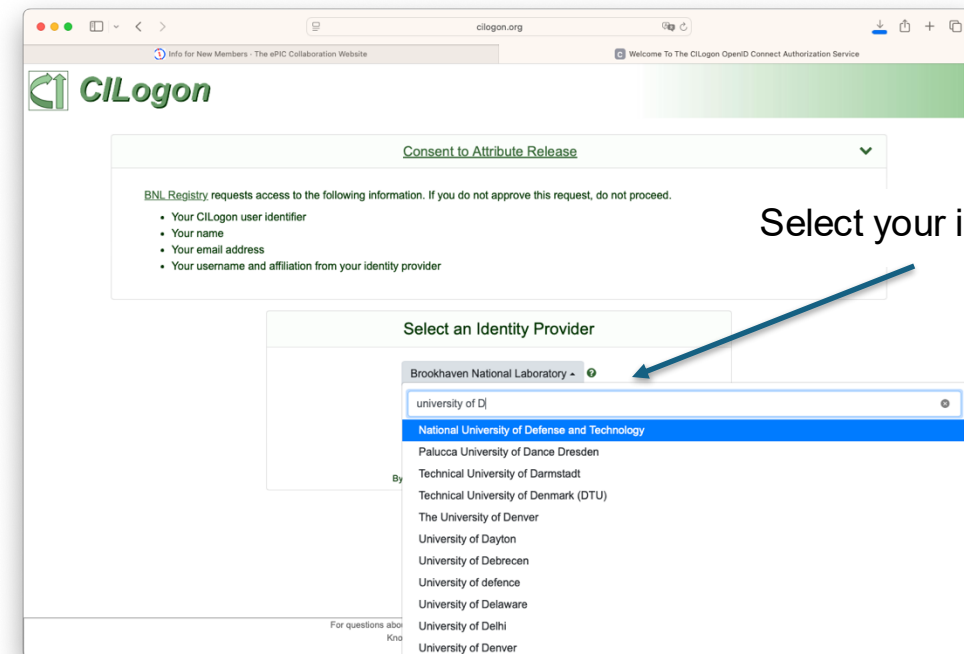 cilogon.org
Info for New Members - The ePIC Collaboration Website
Welcome To The CILogon OpenID Connect Authorization Service
CILogon
Consent to Attribute Release
BNL Registry requests access to the following information. If you do not approve this request, do not proceed.
• Your CILogon user identifier
• Your name
• Your email address
• Your username and affiliation from your identity provider
Select your i
Select an Identity Provider
Brookhaven National Laboratory
university of D
National University of Defense and Technology
Palucca University of Dance Dresden
Technical University of Darmstadt
By
Technical University of Denmark (DTU)
The University of Denver
University of Dayton
University of Debrecen
University of defence
University of Delaware
For questions abou
University of Delhi
Kno
University of Denver